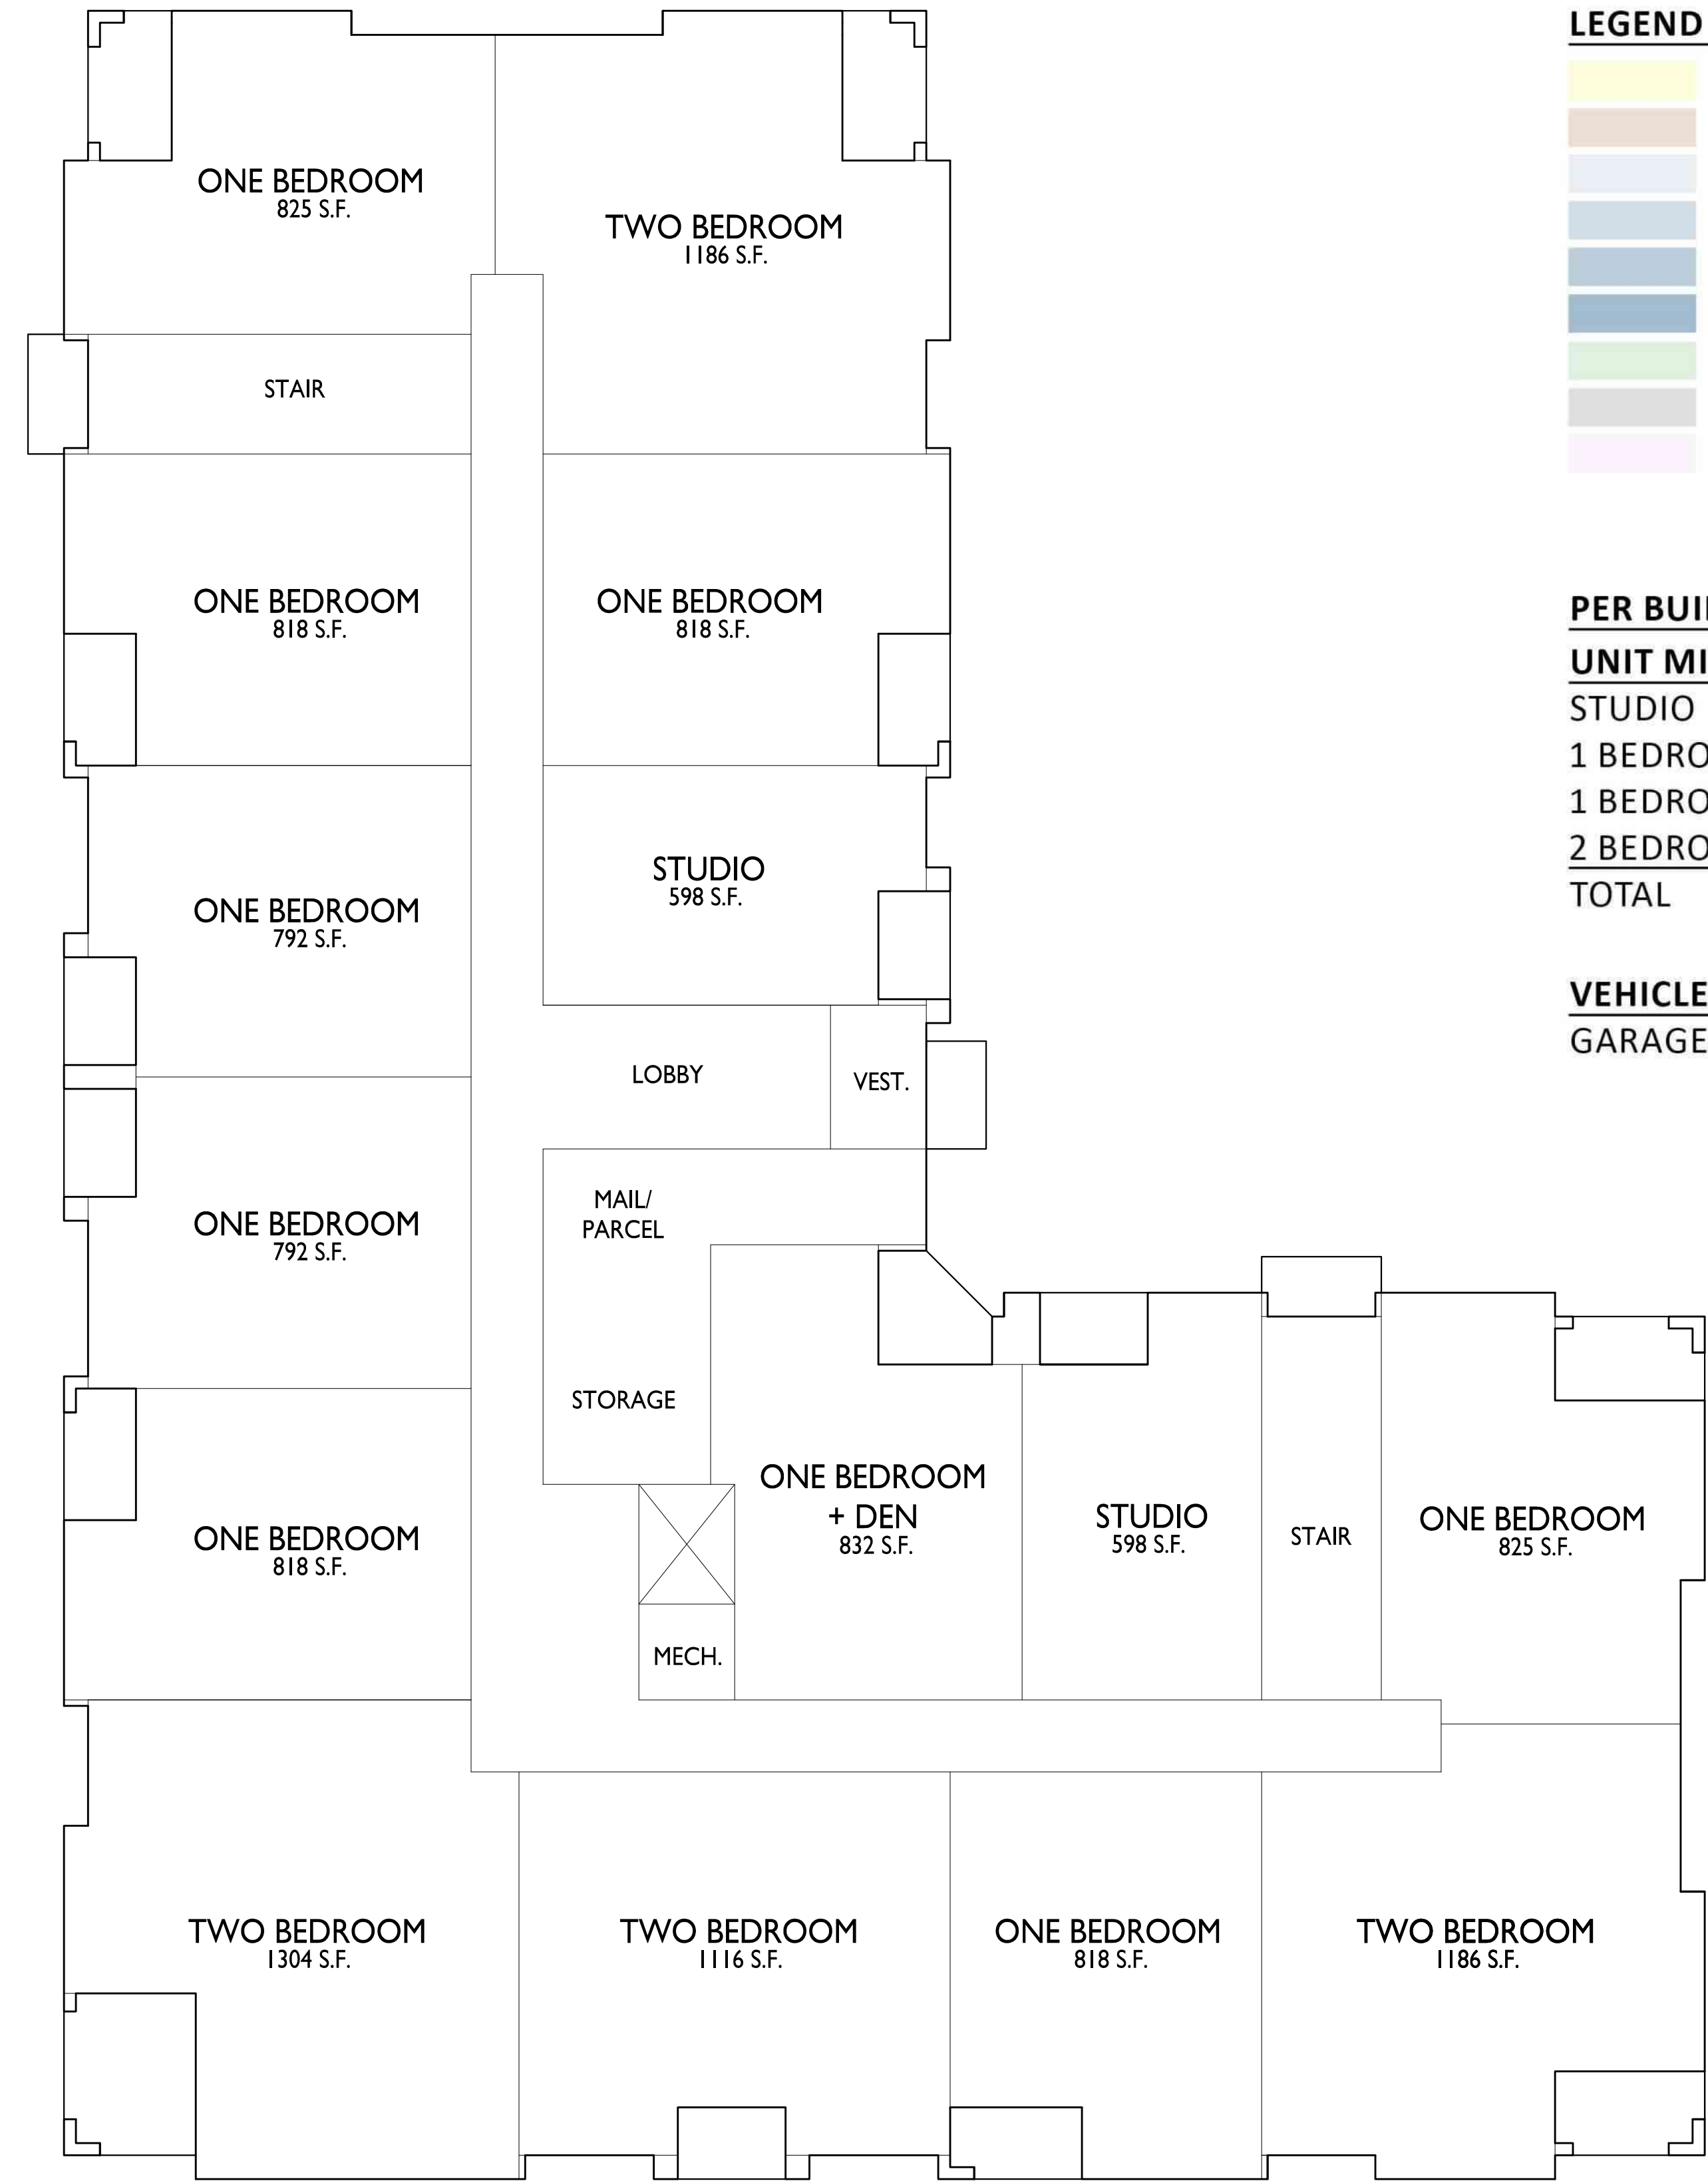 ONE BEDROOM
825 S.F.
TWO BEDROOM
1186 S.F.
STAIR
ONE BEDROOM
818 S.F.
ONE BEDROOM
818 S.F.
ONE BEDROOM
792 S.F.
STUDIO
598 S.F.
LOBBY
VEST.
MAIL/
PARCEL
ONE BEDROOM
792 S.F.
STORAGE
ONE BEDROOM
818 S.F.
ONE BEDROOM
+ DEN
832 S.F.
STUDIO
598 S.F.
STAIR
ONE BEDROOM
825 S.F.
MECH.
TWO BEDROOM
1304 S.F.
TWO BEDROOM
1116 S.F.
ONE BEDROOM
818 S.F.
TWO BEDROOM
1186 S.F.
LEGEND
PER BUI
UNIT MI
STUDIO
1 BEDRO
1 BEDRO
2 BEDRO
TOTAL
VEHICLE
GARAGE